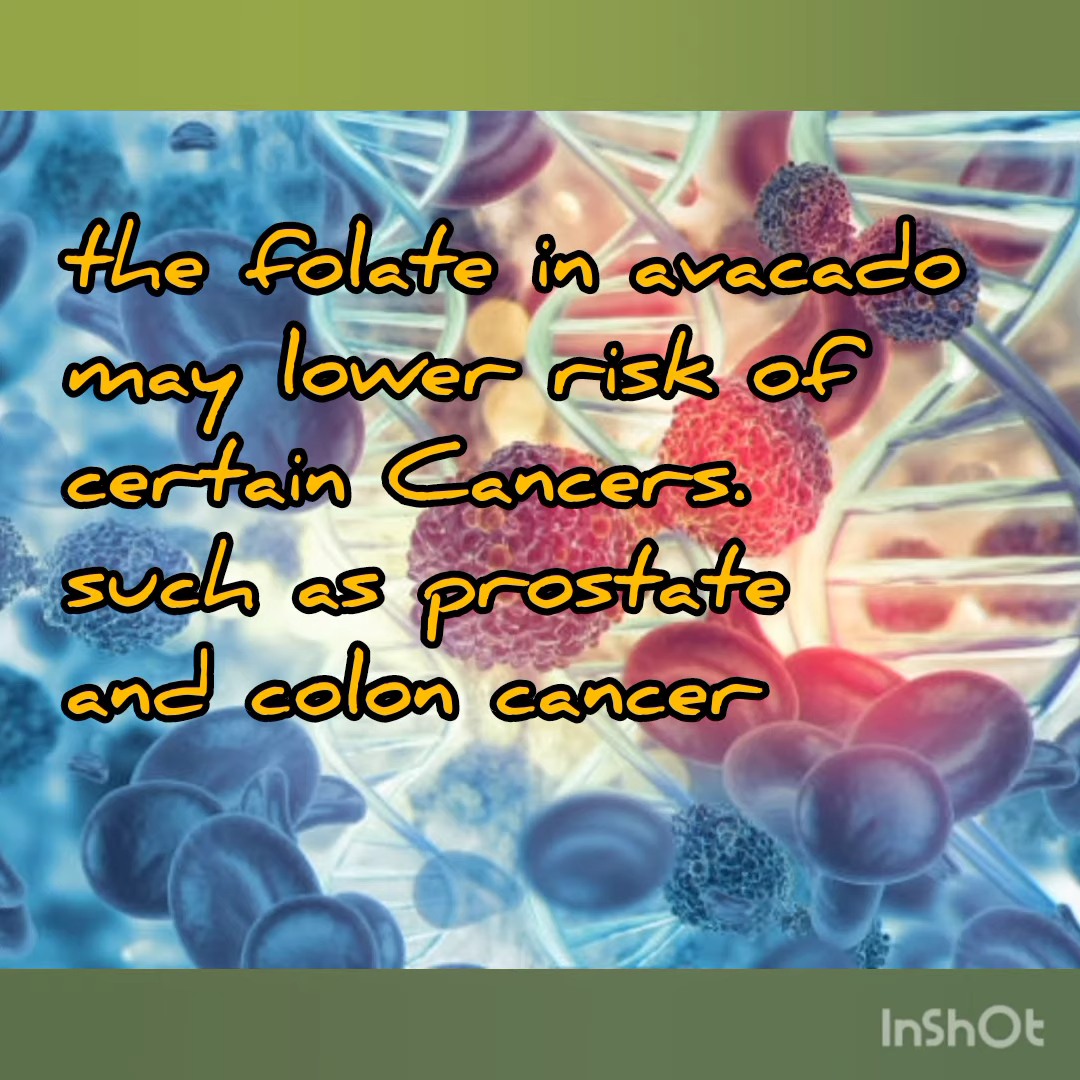 the folate in avacado
may lower risk of
certain Cancers.
such as prostate
and colon cancer
InShOt